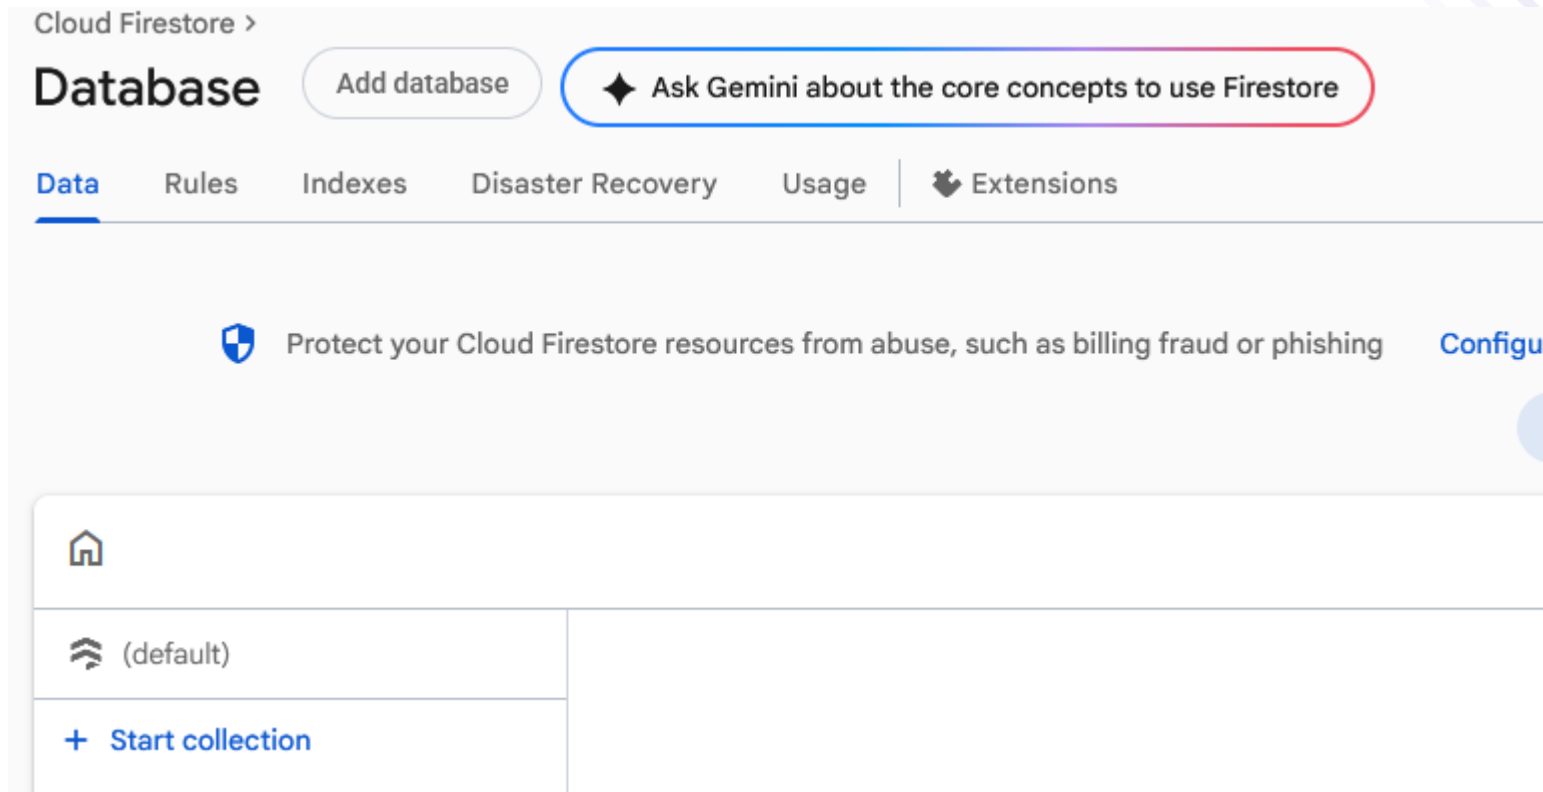 Cloud Firestore >
Database
Add database
Ask Gemini about the core concepts to use Firestore
Data Rules Indexes Disaster Recovery Usage Extensions
Protect your Cloud Firestore resources from abuse, such as billing fraud or phishing Configu
(default)
+ Start collection